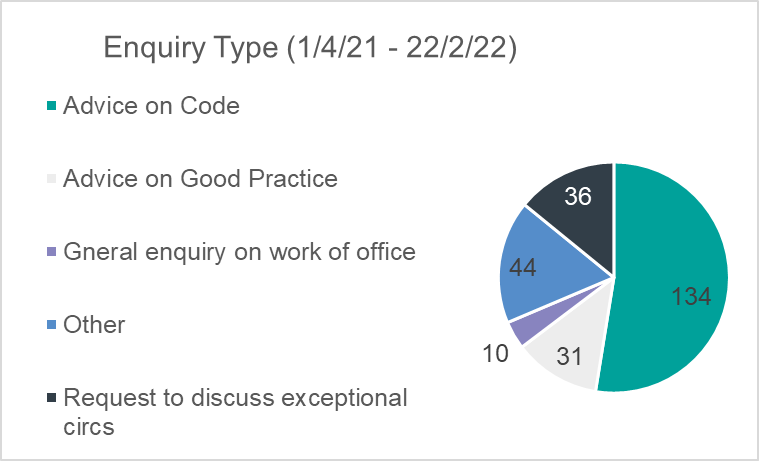 Enquiry Type (1/4/21 - 22/2/22)
Advice on Code
Advice on Good Practice
Gneral enquiry on work of office
Other
Request to discuss exceptional
circs
36
44
134
10
31